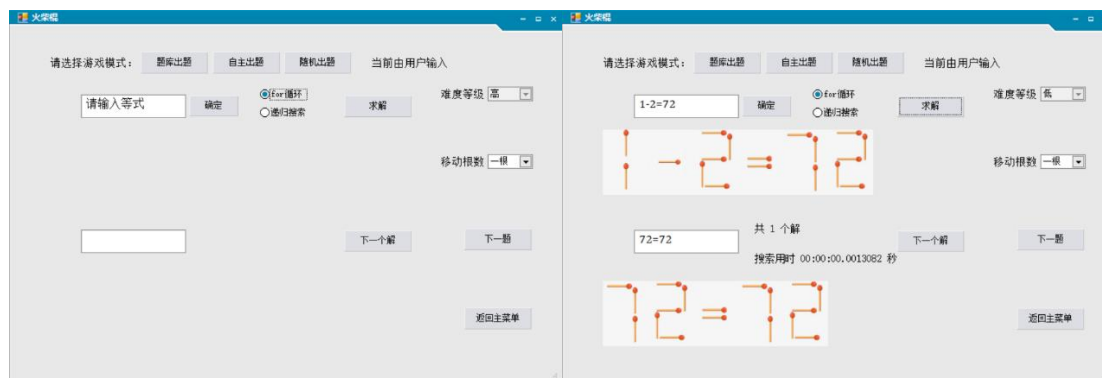 火柴棍
请选择游戏模式： 题库出题 自主出题 随机出题 当前由用户输入
请输入等式 确定 for循环 求解 难度等级 高
递归搜索
移动根数 一根
下一个解 下一题
返回主菜单
火柴棍
请选择游戏模式： 题库出题 自主出题 随机出题 当前由用户输入
1-2=72 确定 for循环 求解 难度等级 低
递归搜索
1-2=72
移动根数 一根
共 1 个解
72=72 下一个解 下一题
搜索用时 00:00:00.0013082 秒
72=72
返回主菜单